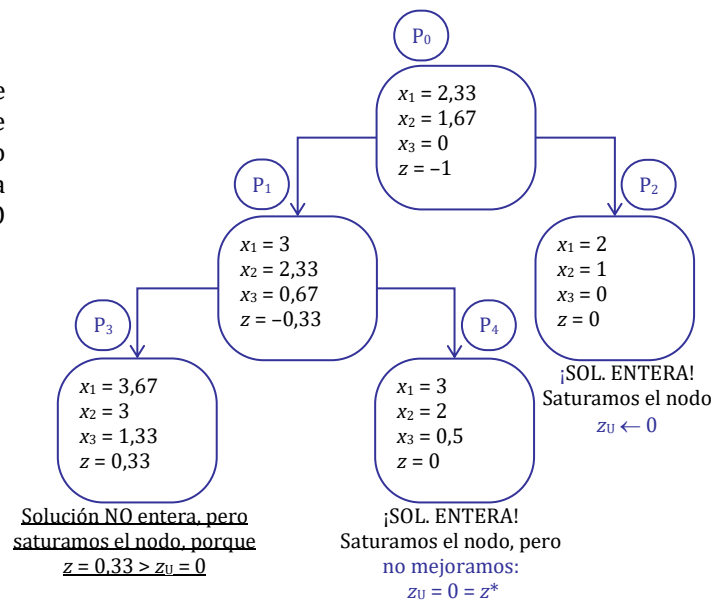 P₀
x₁ = 2,33
x₂ = 1,67
x₃ = 0
z = –1
P₁
x₁ = 3
x₂ = 2,33
x₃ = 0,67
z = –0,33
P₂
x₁ = 2
x₂ = 1
x₃ = 0
z = 0
¡SOL. ENTERA!
Saturamos el nodo
z_U ← 0
P₃
x₁ = 3,67
x₂ = 3
x₃ = 1,33
z = 0,33
Solución NO entera, pero
saturamos el nodo, porque
z = 0,33 > z_U = 0
P₄
x₁ = 3
x₂ = 2
x₃ = 0,5
z = 0
¡SOL. ENTERA!
Saturamos el nodo, pero
no mejoramos:
z_U = 0 = z*